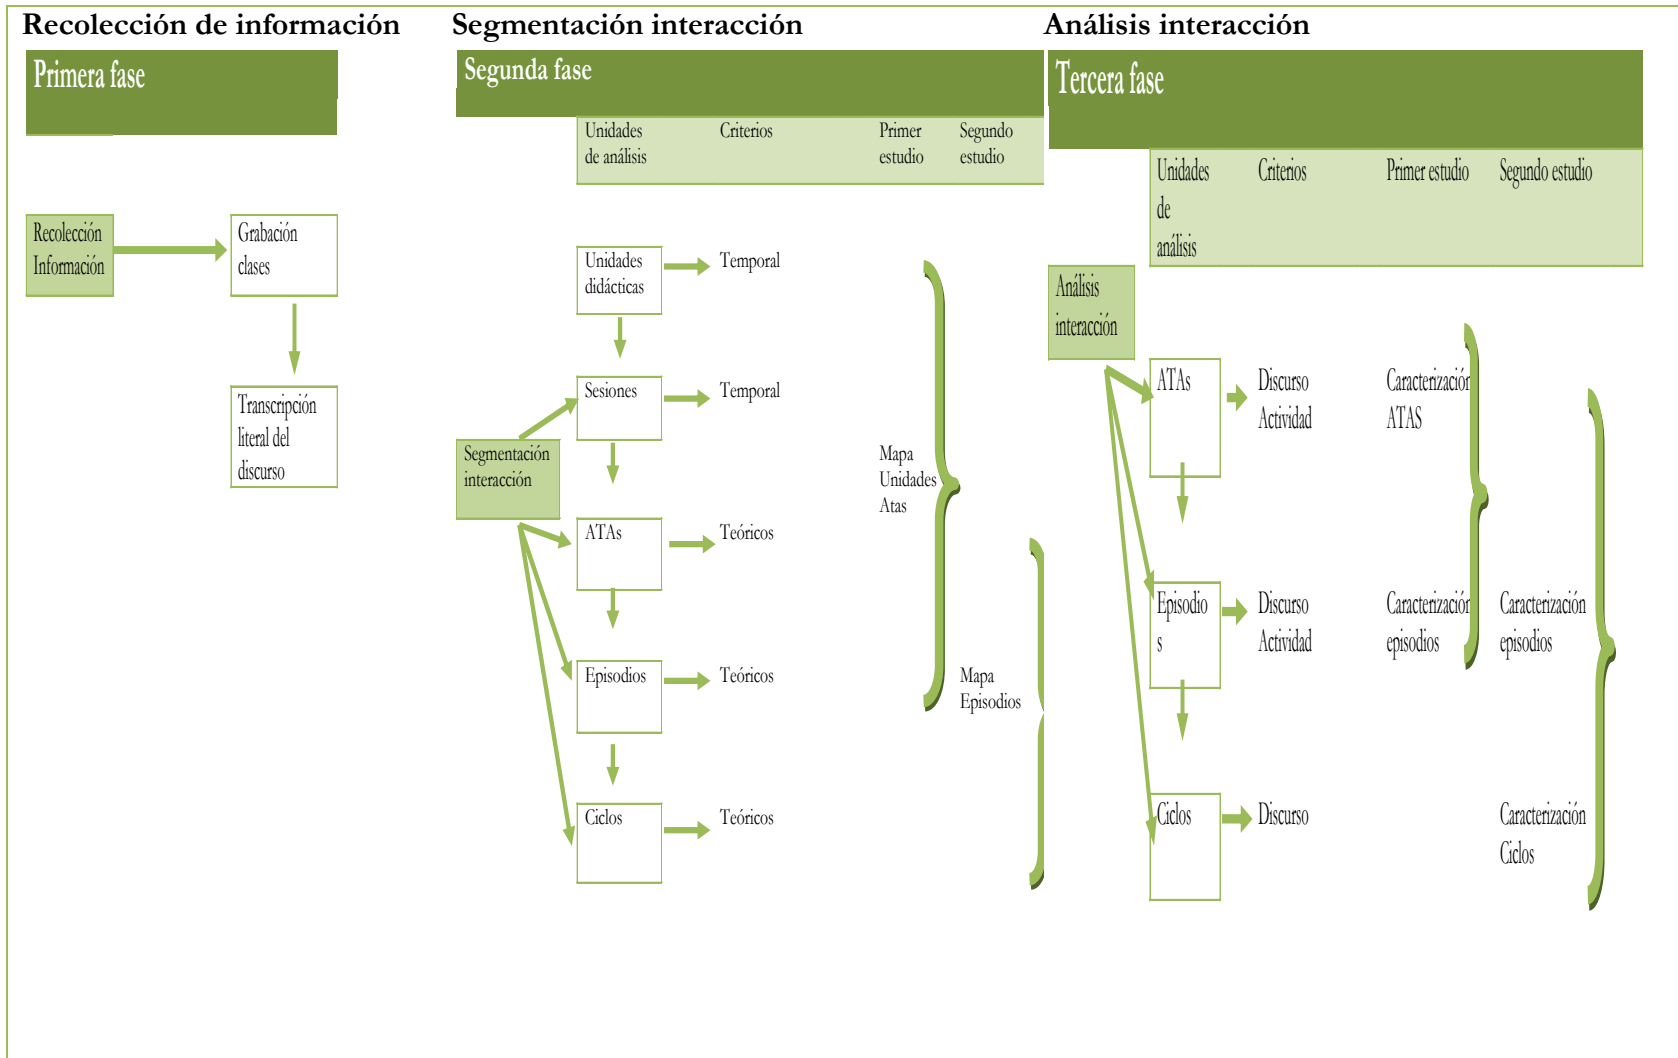 Recolección de información
Segmentación interacción
Análisis interacción
Primera fase
Segunda fase
Tercera fase
Recolección
Información
Grabación
clases
Transcripción
literal del
discurso
Unidades
de análisis
Criterios
Primer
estudio
Segundo
estudio
Segmentación
interacción
Unidades
didácticas
Temporal
Sesiones
Temporal
ATAs
Teóricos
Episodios
Teóricos
Ciclos
Teóricos
Mapa
Unidades
Atas
Mapa
Episodios
Unidades
de
análisis
Criterios
Primer estudio
Segundo estudio
Análisis
interacción
ATAs
Discurso
Actividad
Caracterización
ATAS
Episodio
s
Discurso
Actividad
Caracterización
episodios
Caracterización
episodios
Ciclos
Discurso
Caracterización
Ciclos